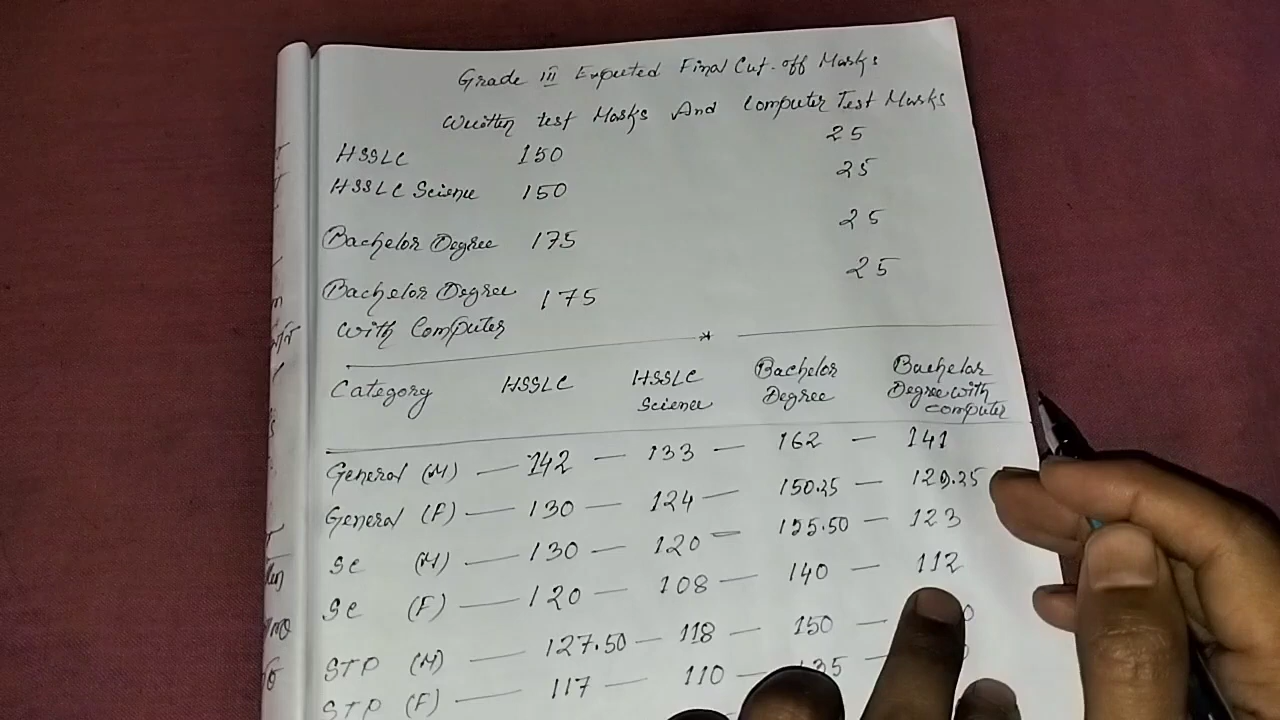 Grade III Expected Final Cut-off Marks
Written test Marks And Computer Test Marks
HSSLC 150 25
HSSLC Science 150 25
Bachelor Degree 175 25
Bachelor Degree 175 25
With Computer
Category HSSLC HSSLC Bachelor Bachelor
Science Degree Degree with
computer
General (M) — 142 — 133 — 162 — 141
General (F) — 130 — 124 — 150.25 — 129.25
SC (M) — 130 — 120 — 155.50 — 123
SC (F) — 120 — 108 — 140 — 112
STP (M) — 127.50 — 118 — 150 —
STP (F) — 117 — 110 —